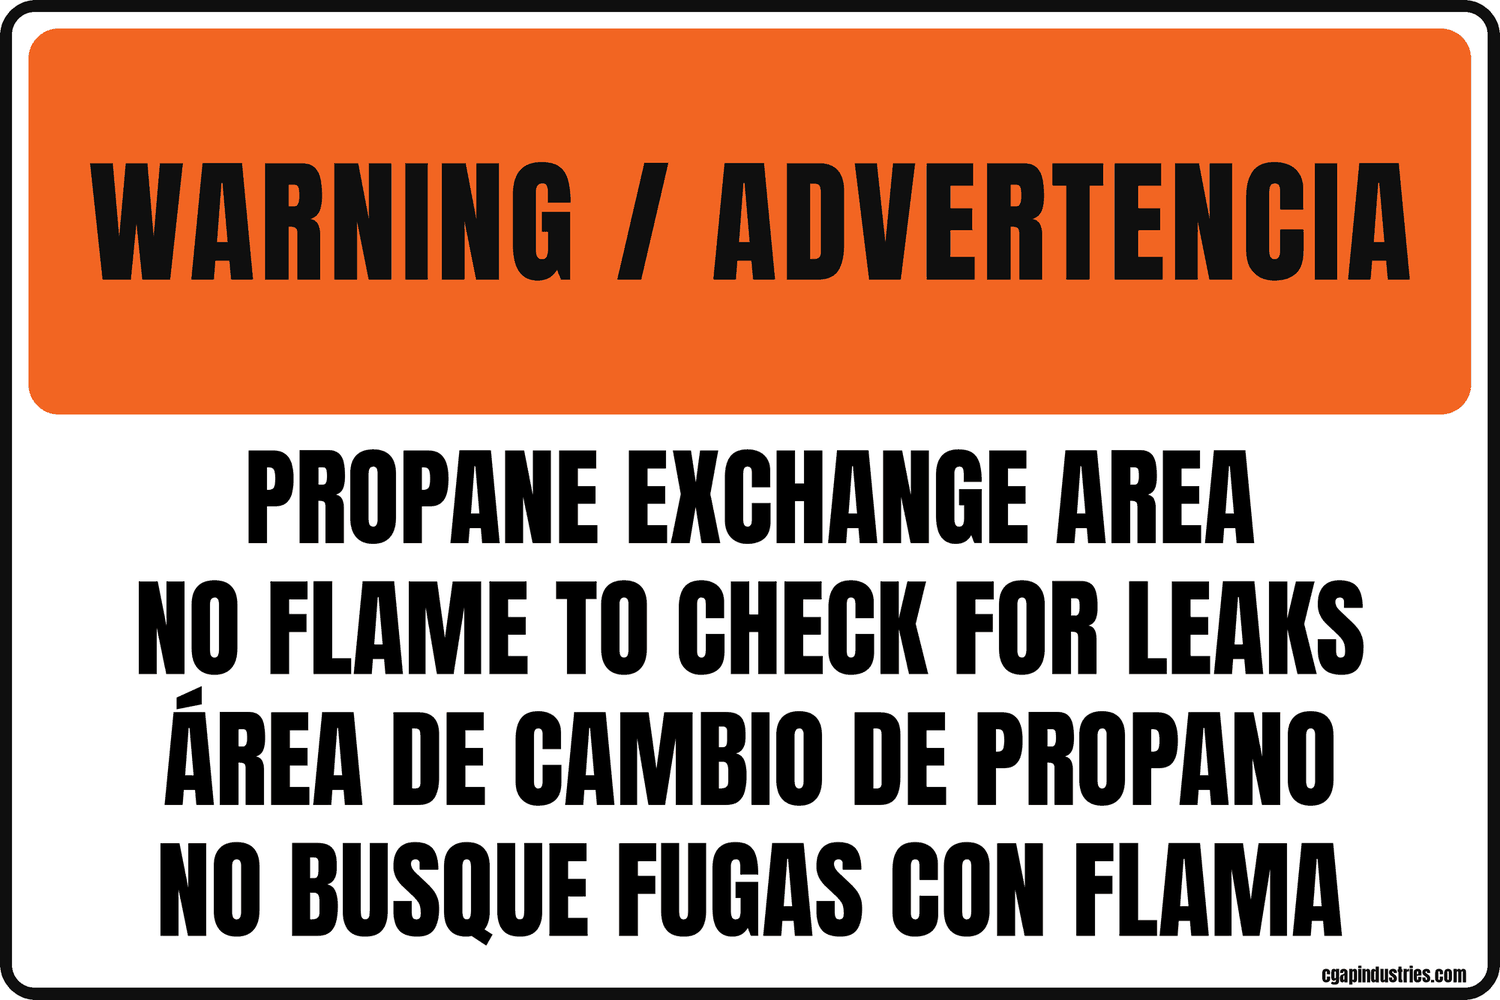 WARNING / ADVERTENCIA
PROPANE EXCHANGE AREA
NO FLAME TO CHECK FOR LEAKS
ÁREA DE CAMBIO DE PROPANO
NO BUSQUE FUGAS CON FLAMA
cgapindustries.com